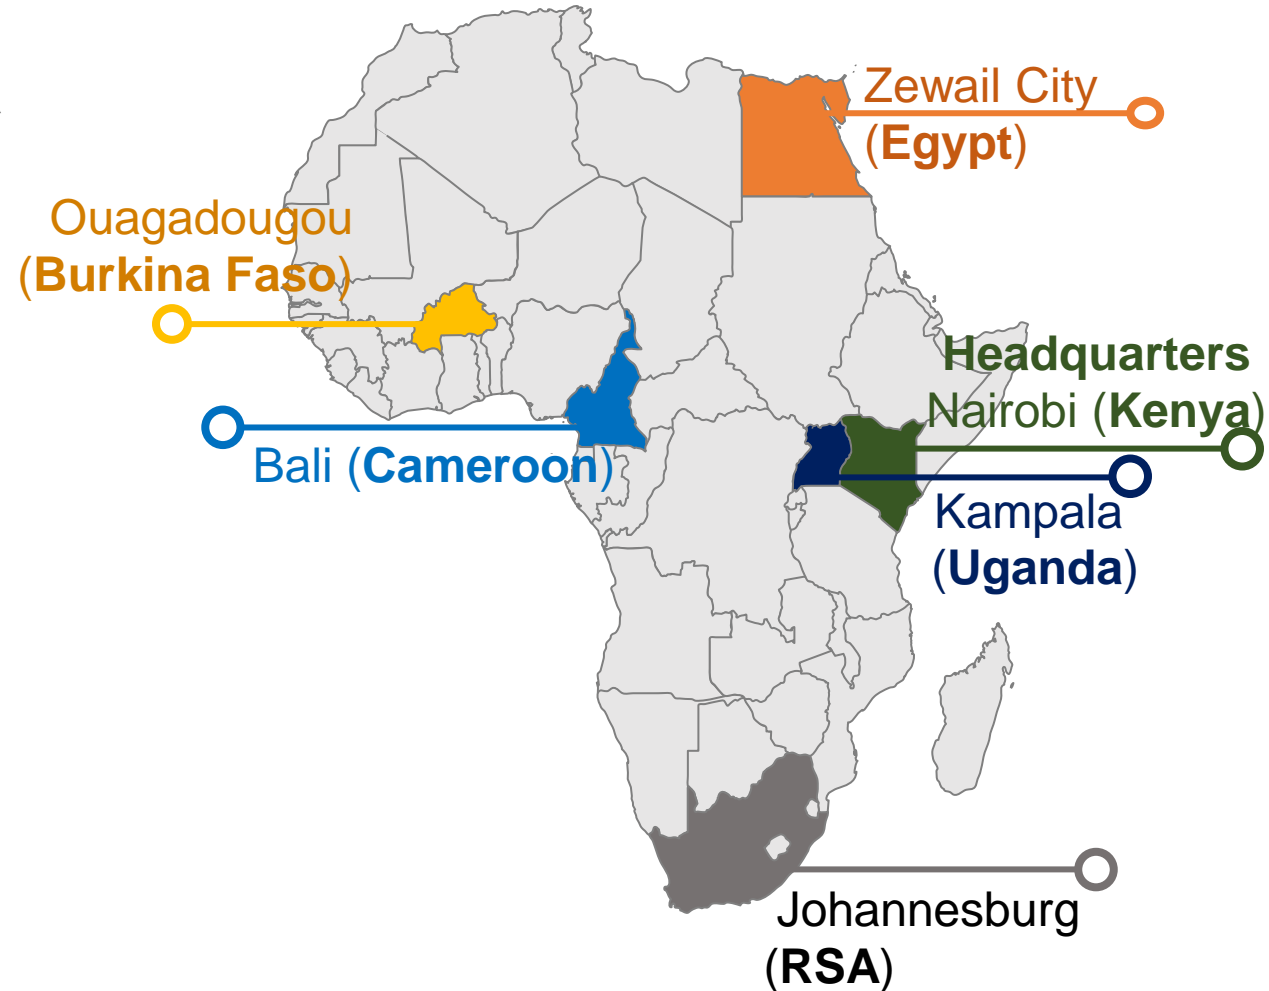 Zewail City
(Egypt)
Ouagadougou
(Burkina Faso)
Headquarters
Nairobi (Kenya)
Bali (Cameroon)
Kampala
(Uganda)
Johannesburg
(RSA)